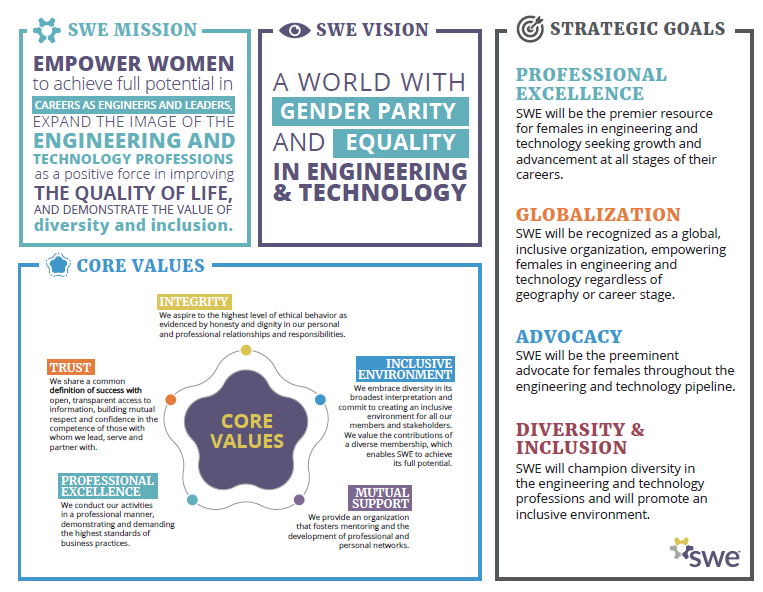 SWE MISSION
EMPOWER WOMEN
to achieve full potential in
CAREERS AS ENGINEERS AND LEADERS,
EXPAND THE IMAGE OF THE
ENGINEERING AND
TECHNOLOGY PROFESSIONS
as a positive force in improving
THE QUALITY OF LIFE,
AND DEMONSTRATE THE VALUE OF
diversity and inclusion.
SWE VISION
A WORLD WITH
GENDER PARITY
AND EQUALITY
IN ENGINEERING
& TECHNOLOGY
CORE VALUES
INTEGRITY
We aspire to the highest level of ethical behavior as
evidenced by honesty and dignity in our personal
and professional relationships and responsibilities.
TRUST
We share a common
definition of success with
open, transparent access to
information, building mutual
respect and confidence in the
competence of those with
whom we lead, serve and
partner with.
INCLUSIVE
ENVIRONMENT
We embrace diversity in its
broadest interpretation and
commit to creating an inclusive
environment for all our
members and stakeholders.
We value the contributions of
a diverse membership, which
enables SWE to achieve
its full potential.
CORE
VALUES
PROFESSIONAL
EXCELLENCE
We conduct our activities
in a professional manner,
demonstrating and demanding
the highest standards of
business practices.
MUTUAL
SUPPORT
We provide an organization
that fosters mentoring and the
development of professional and
personal networks.
STRATEGIC GOALS
PROFESSIONAL
EXCELLENCE
SWE will be the premier resource
for females in engineering and
technology seeking growth and
advancement at all stages of their
careers.
GLOBALIZATION
SWE will be recognized as a global,
inclusive organization, empowering
females in engineering and
technology regardless of
geography or career stage.
ADVOCACY
SWE will be the preeminent
advocate for females throughout the
engineering and technology pipeline.
DIVERSITY &
INCLUSION
SWE will champion diversity in
the engineering and technology
professions and will promote an
inclusive environment.
swe